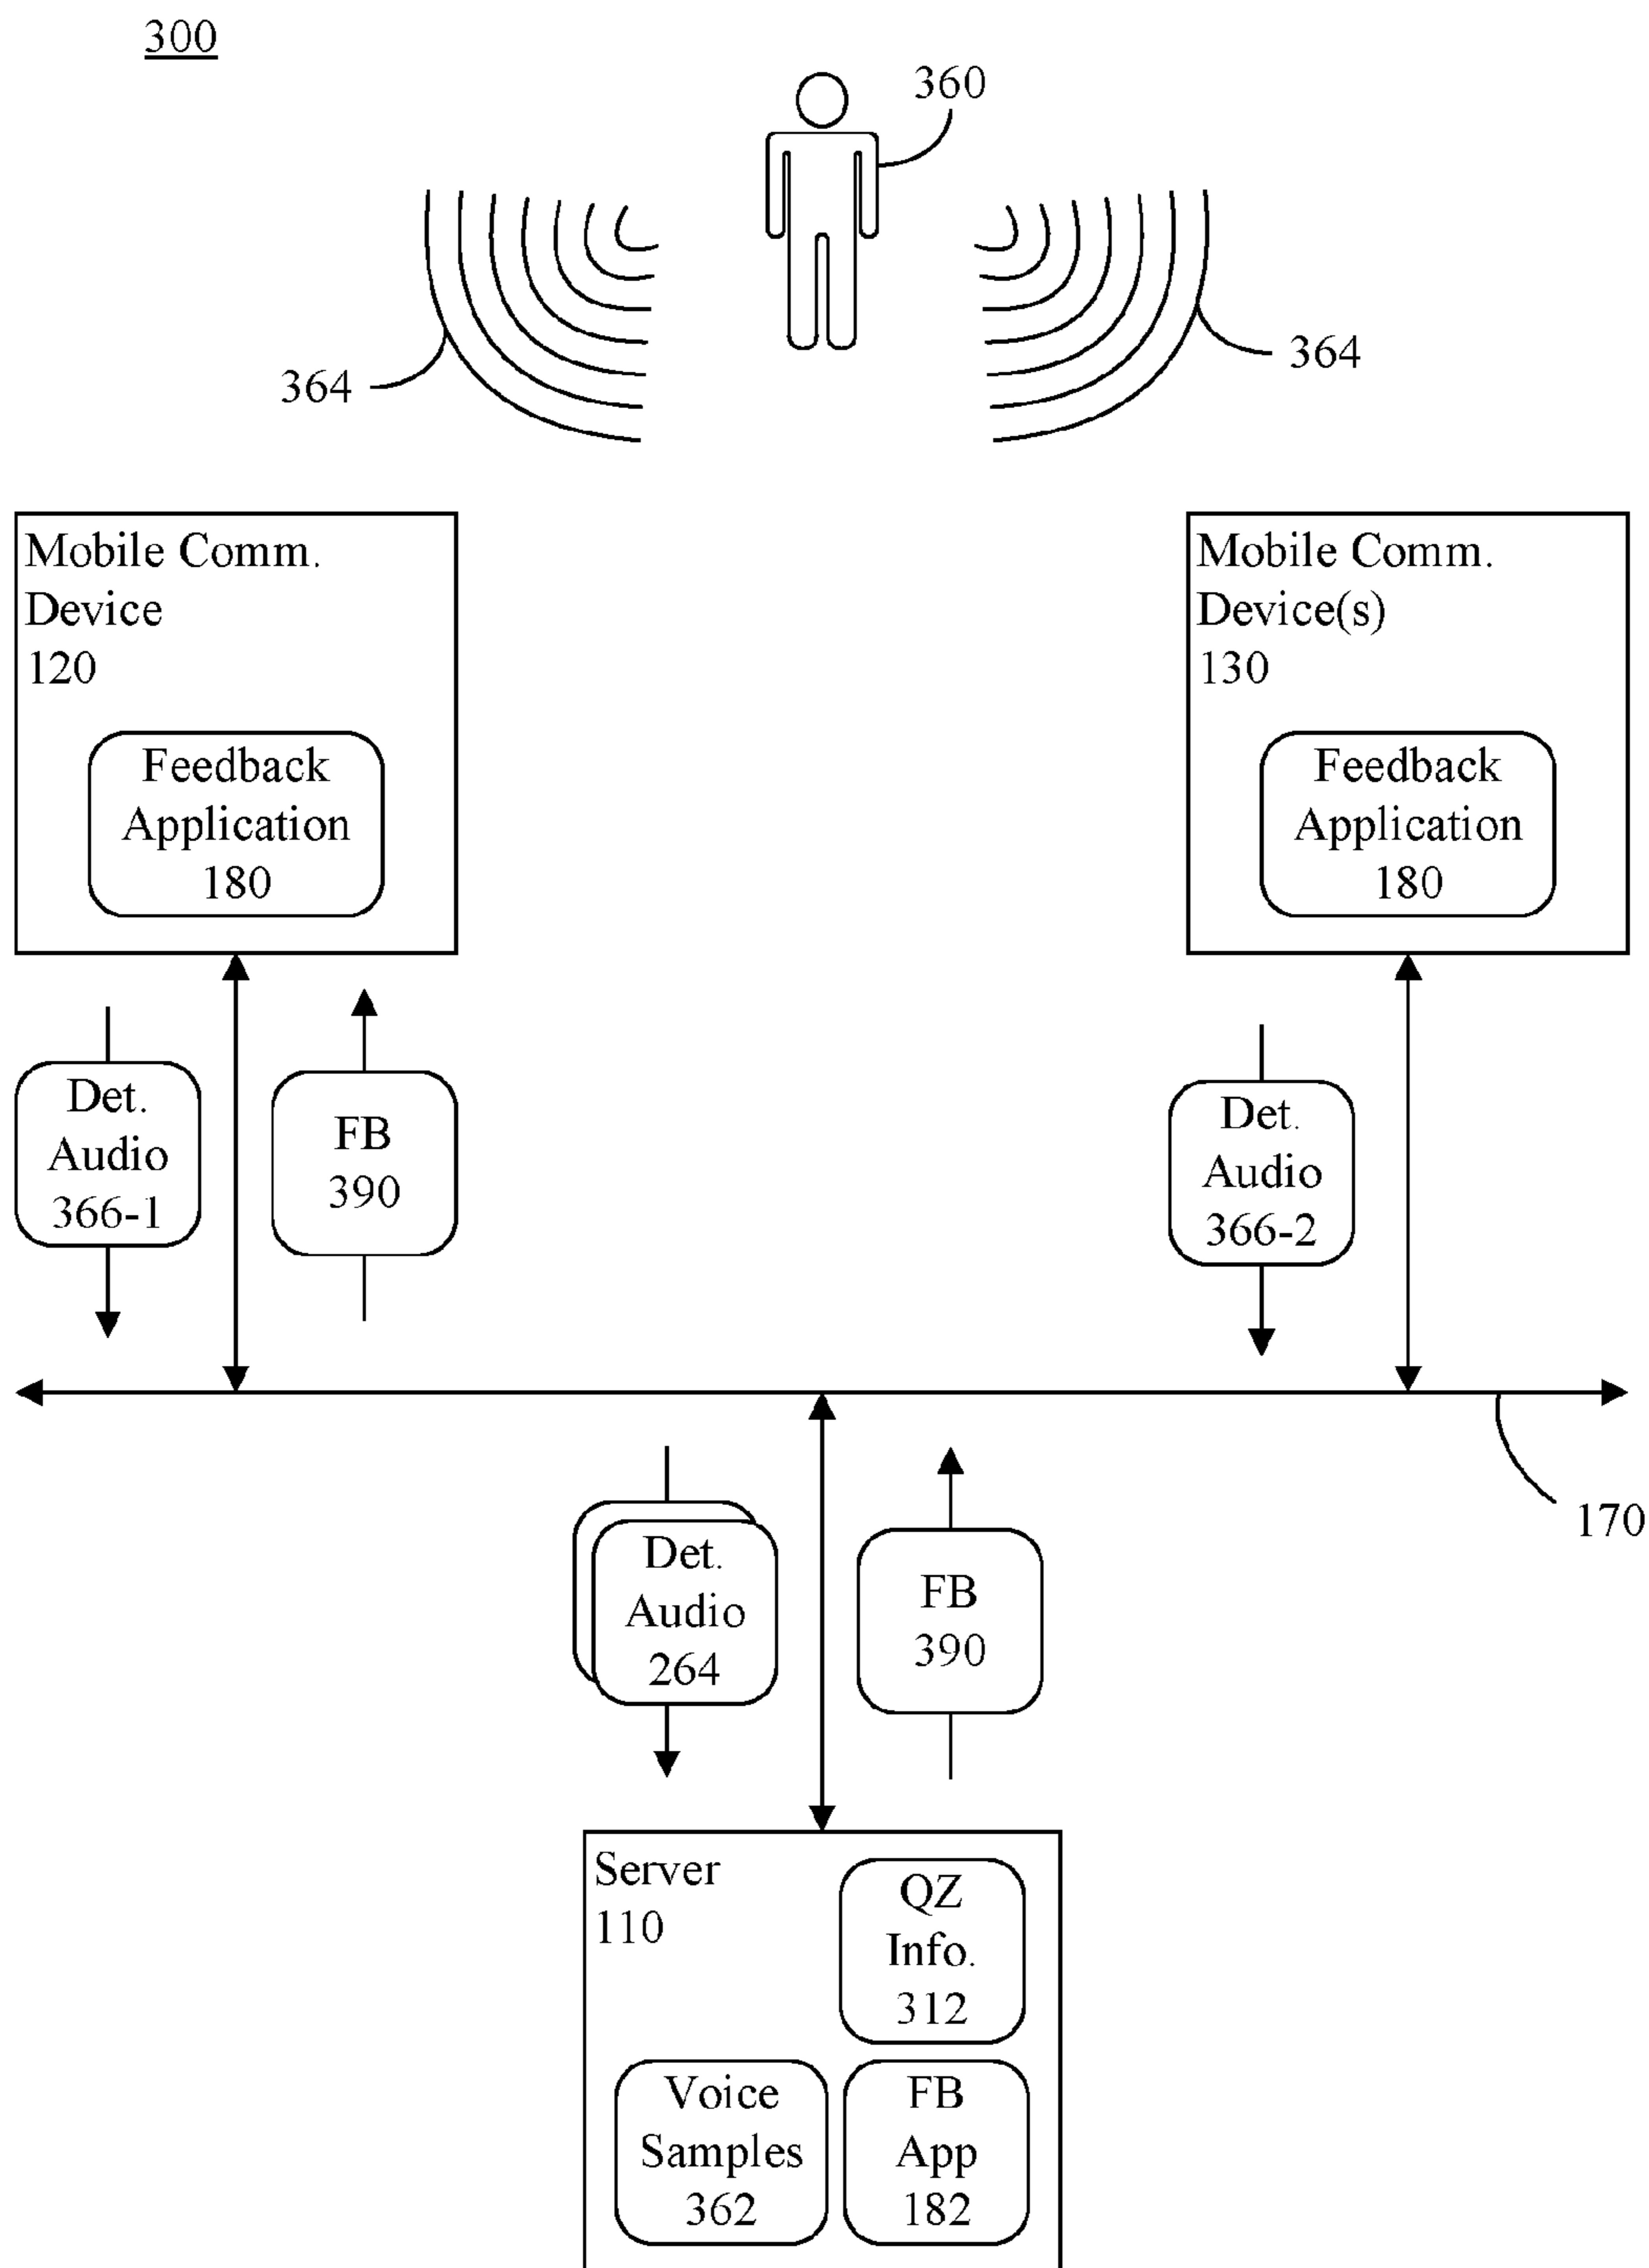 300
360
364
364
Mobile Comm.
Device
120
Feedback
Application
180
Mobile Comm.
Device(s)
130
Feedback
Application
180
Det.
Audio
366-1
FB
390
Det.
Audio
366-2
170
Det.
Audio
264
FB
390
Server
110
QZ
Info.
312
Voice
Samples
362
FB
App
182